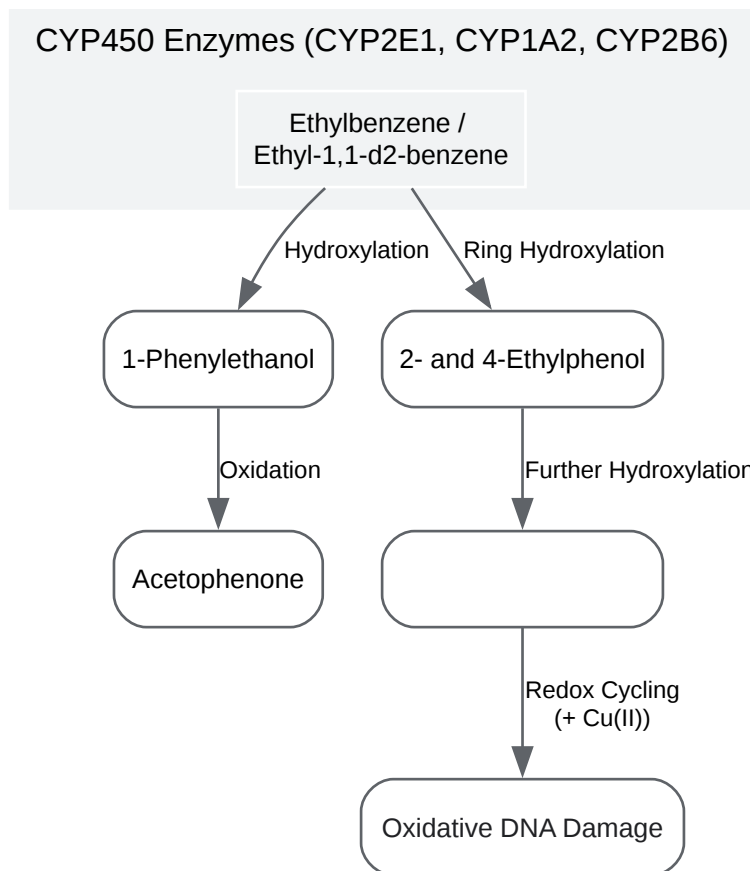 CYP450 Enzymes (CYP2E1, CYP1A2, CYP2B6)
Ethylbenzene /
Ethyl-1,1-d2-benzene
Hydroxylation
Ring Hydroxylation
1-Phenylethanol
2- and 4-Ethylphenol
Oxidation
Further Hydroxylation
Acetophenone
Redox Cycling
(+ Cu(II))
Oxidative DNA Damage